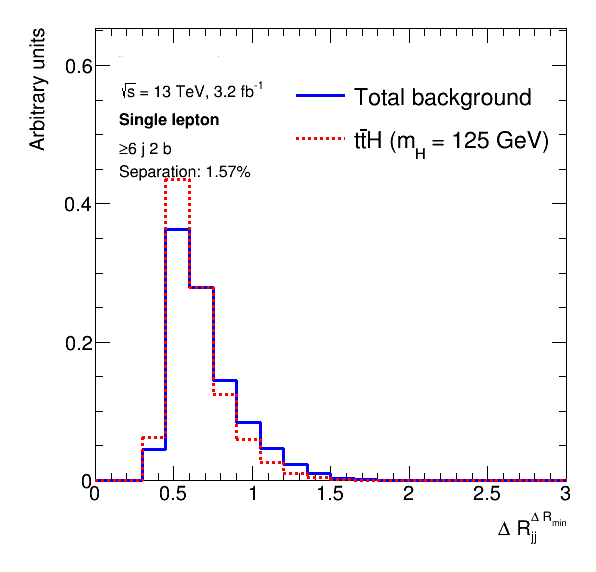 Arbitrary units
0.6
0.4
0.2
0
√s = 13 TeV, 3.2 fb⁻¹
Single lepton
≥6 j 2 b
Separation: 1.57%
Total background
tt̄H (m_H = 125 GeV)
0 0.5 1 1.5 2 2.5 3
Δ R_jj^Δ R_min